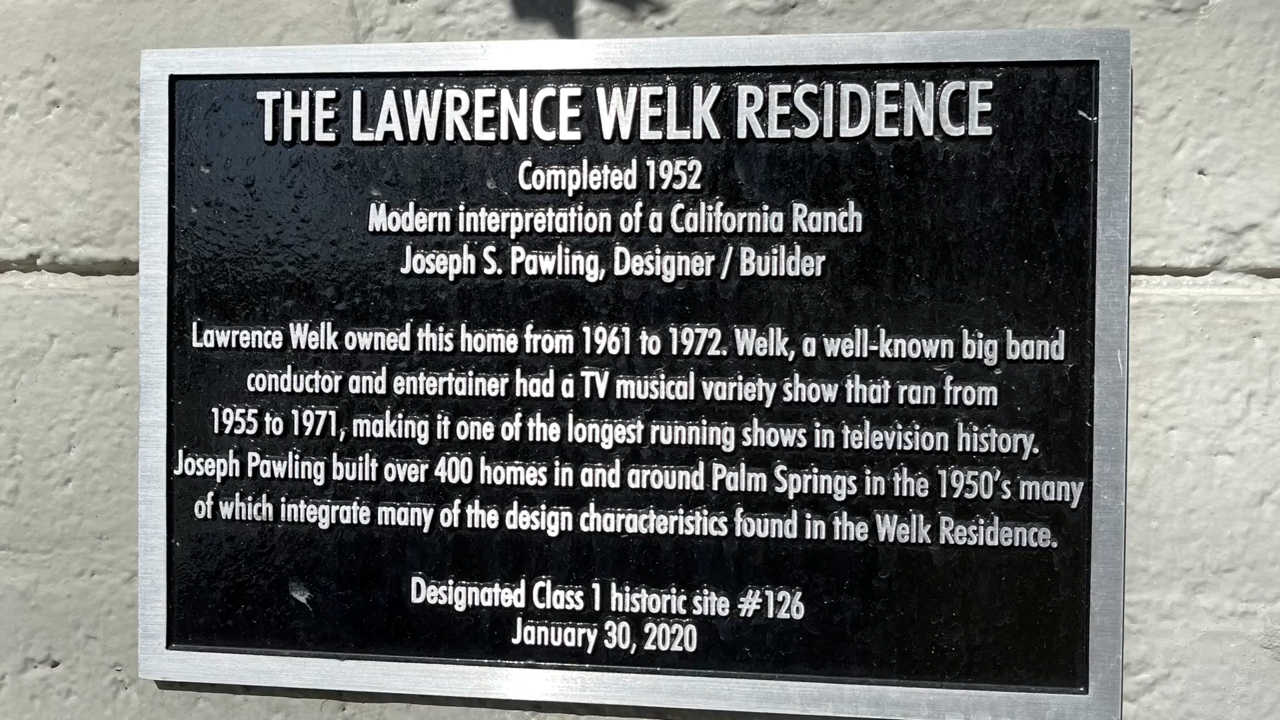 THE LAWRENCE WELK RESIDENCE
Completed 1952
Modern interpretation of a California Ranch
Joseph S. Pawling, Designer / Builder
Lawrence Welk owned this home from 1961 to 1972. Welk, a well-known big band
conductor and entertainer had a TV musical variety show that ran from
1955 to 1971, making it one of the longest running shows in television history.
Joseph Pawling built over 400 homes in and around Palm Springs in the 1950's many
of which integrate many of the design characteristics found in the Welk Residence.
Designated Class 1 historic site #126
January 30, 2020